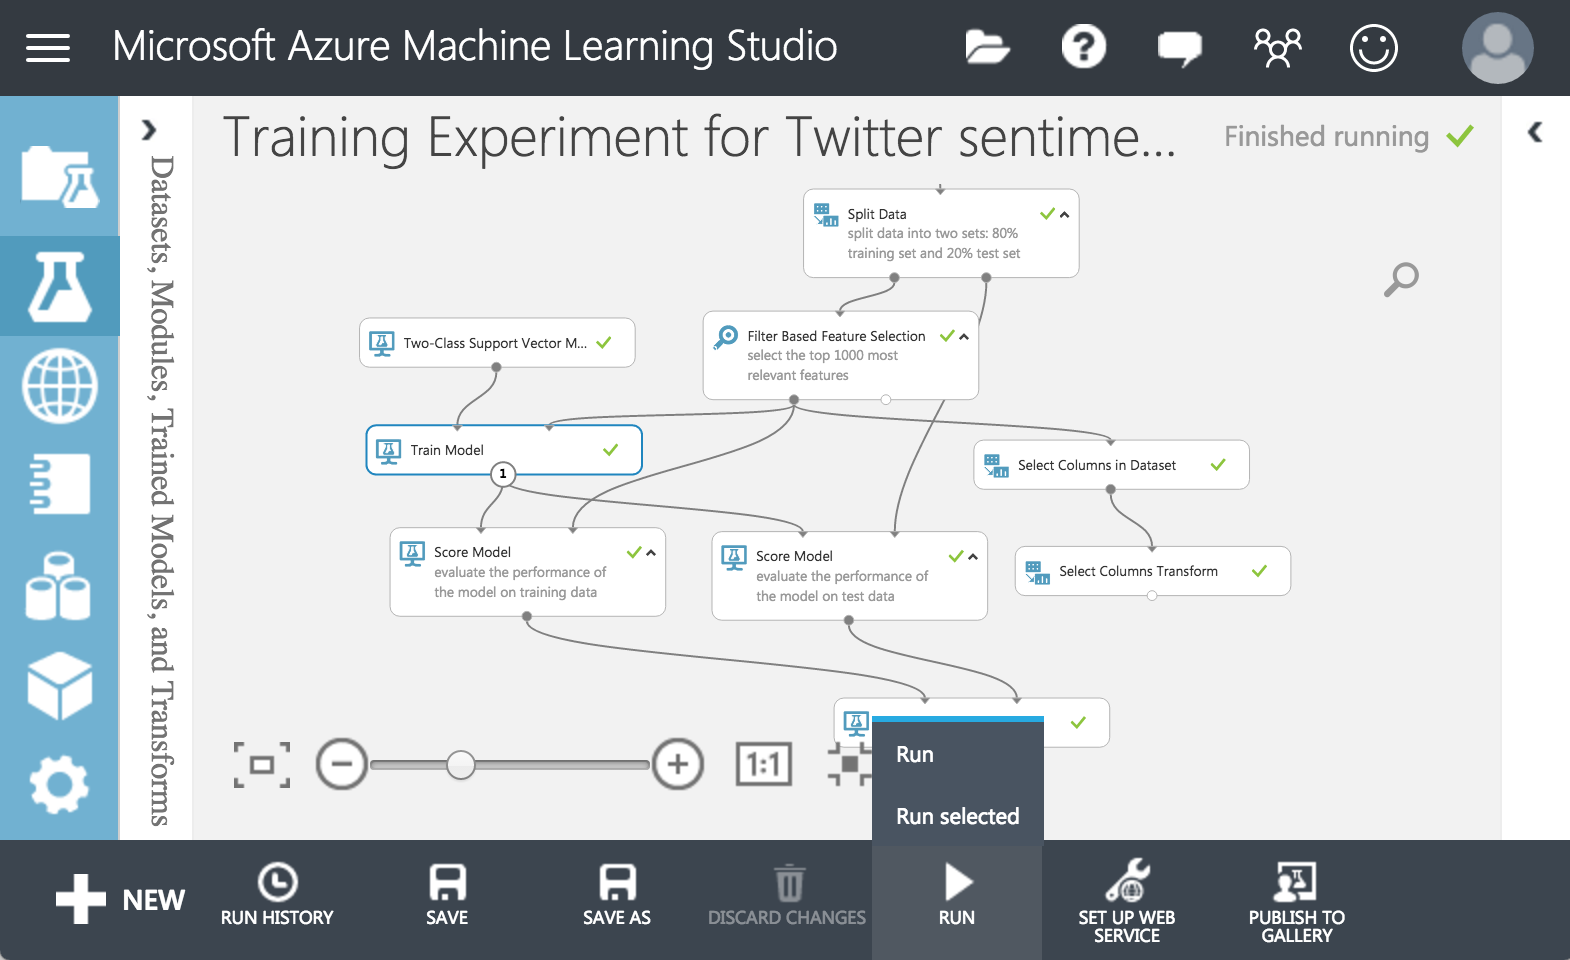 Microsoft Azure Machine Learning Studio
Training Experiment for Twitter sentime...
Finished running
Datasets, Modules, Trained Models, and Transforms
Split Data
split data into two sets: 80%
training set and 20% test set
Two-Class Support Vector M...
Filter Based Feature Selection
select the top 1000 most
relevant features
Train Model
1
Select Columns in Dataset
Score Model
evaluate the performance of
the model on training data
Score Model
evaluate the performance of
the model on test data
Select Columns Transform
1:1
Run
Run selected
NEW
RUN HISTORY
SAVE
SAVE AS
DISCARD CHANGES
RUN
SET UP WEB
SERVICE
PUBLISH TO
GALLERY